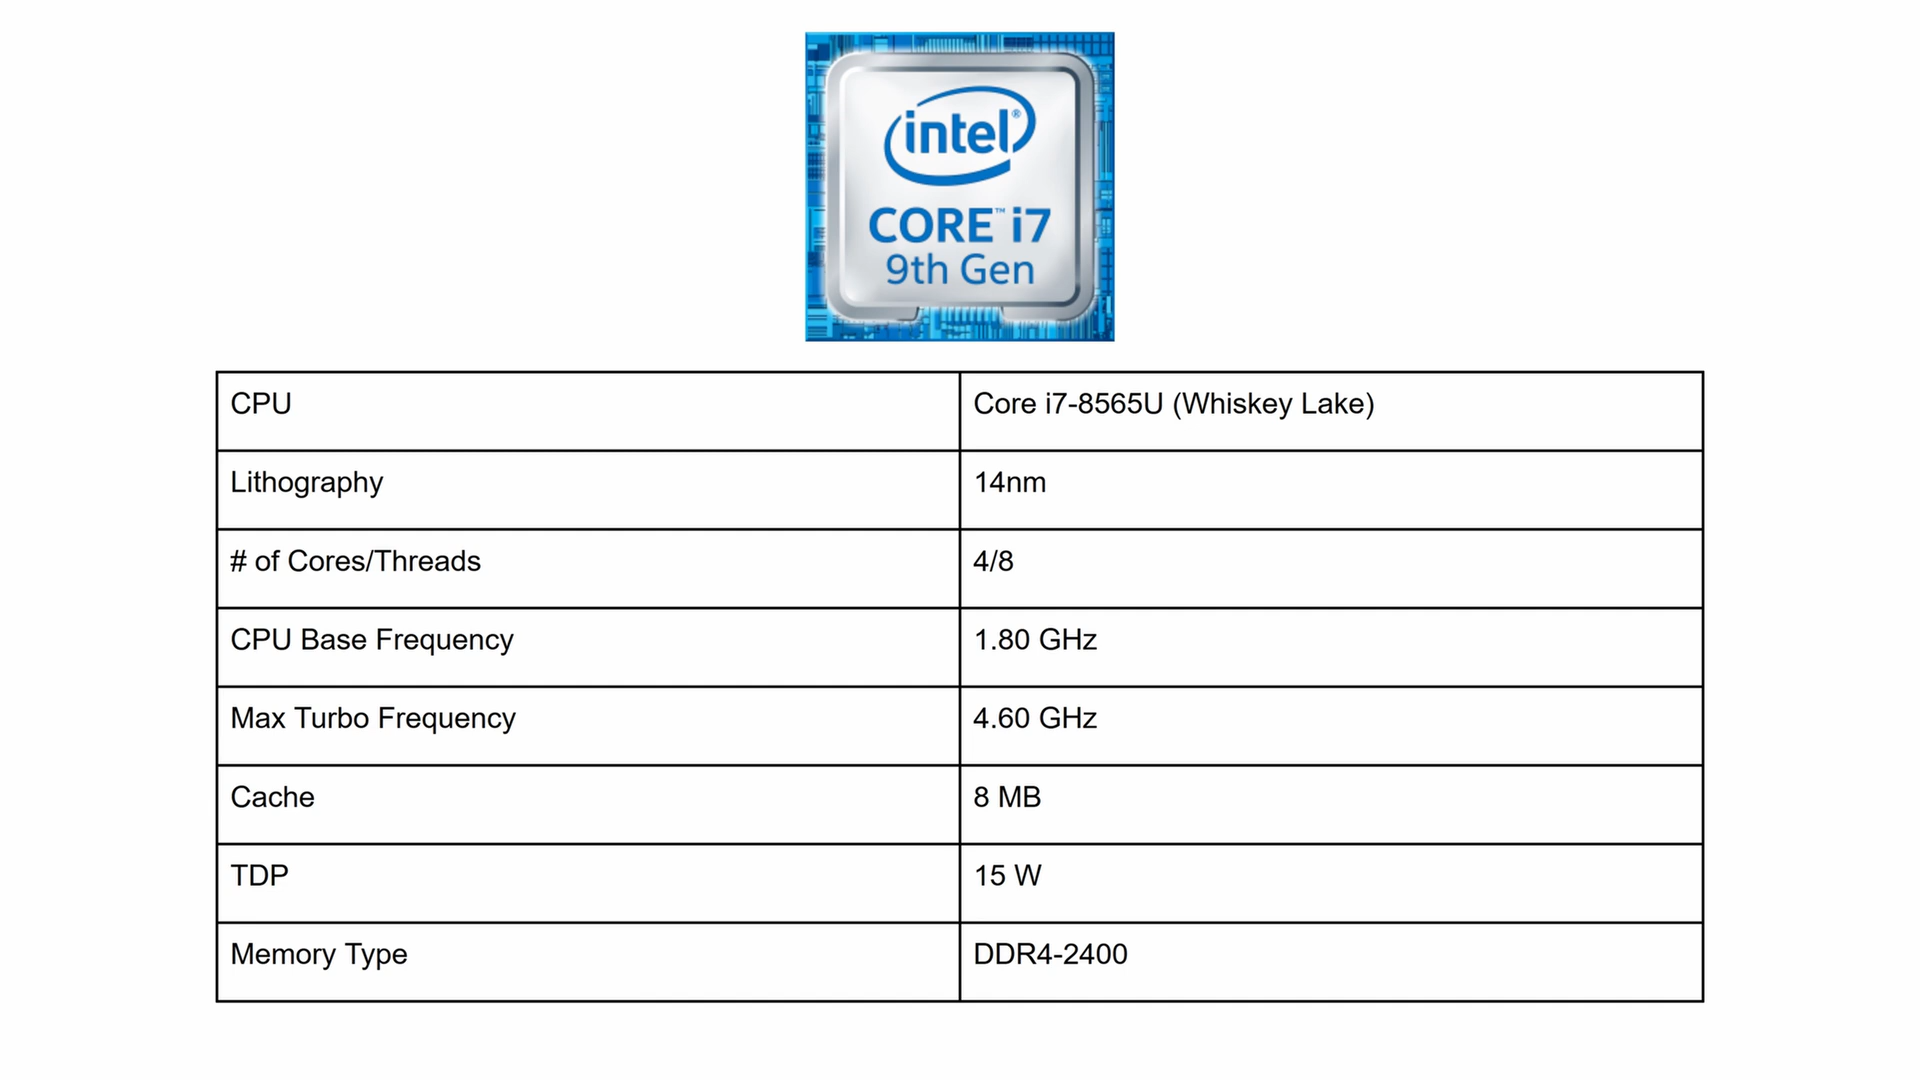 intel®
CORE™ i7
9th Gen
CPU Core i7-8565U (Whiskey Lake)
Lithography 14nm
# of Cores/Threads 4/8
CPU Base Frequency 1.80 GHz
Max Turbo Frequency 4.60 GHz
Cache 8 MB
TDP 15 W
Memory Type DDR4-2400